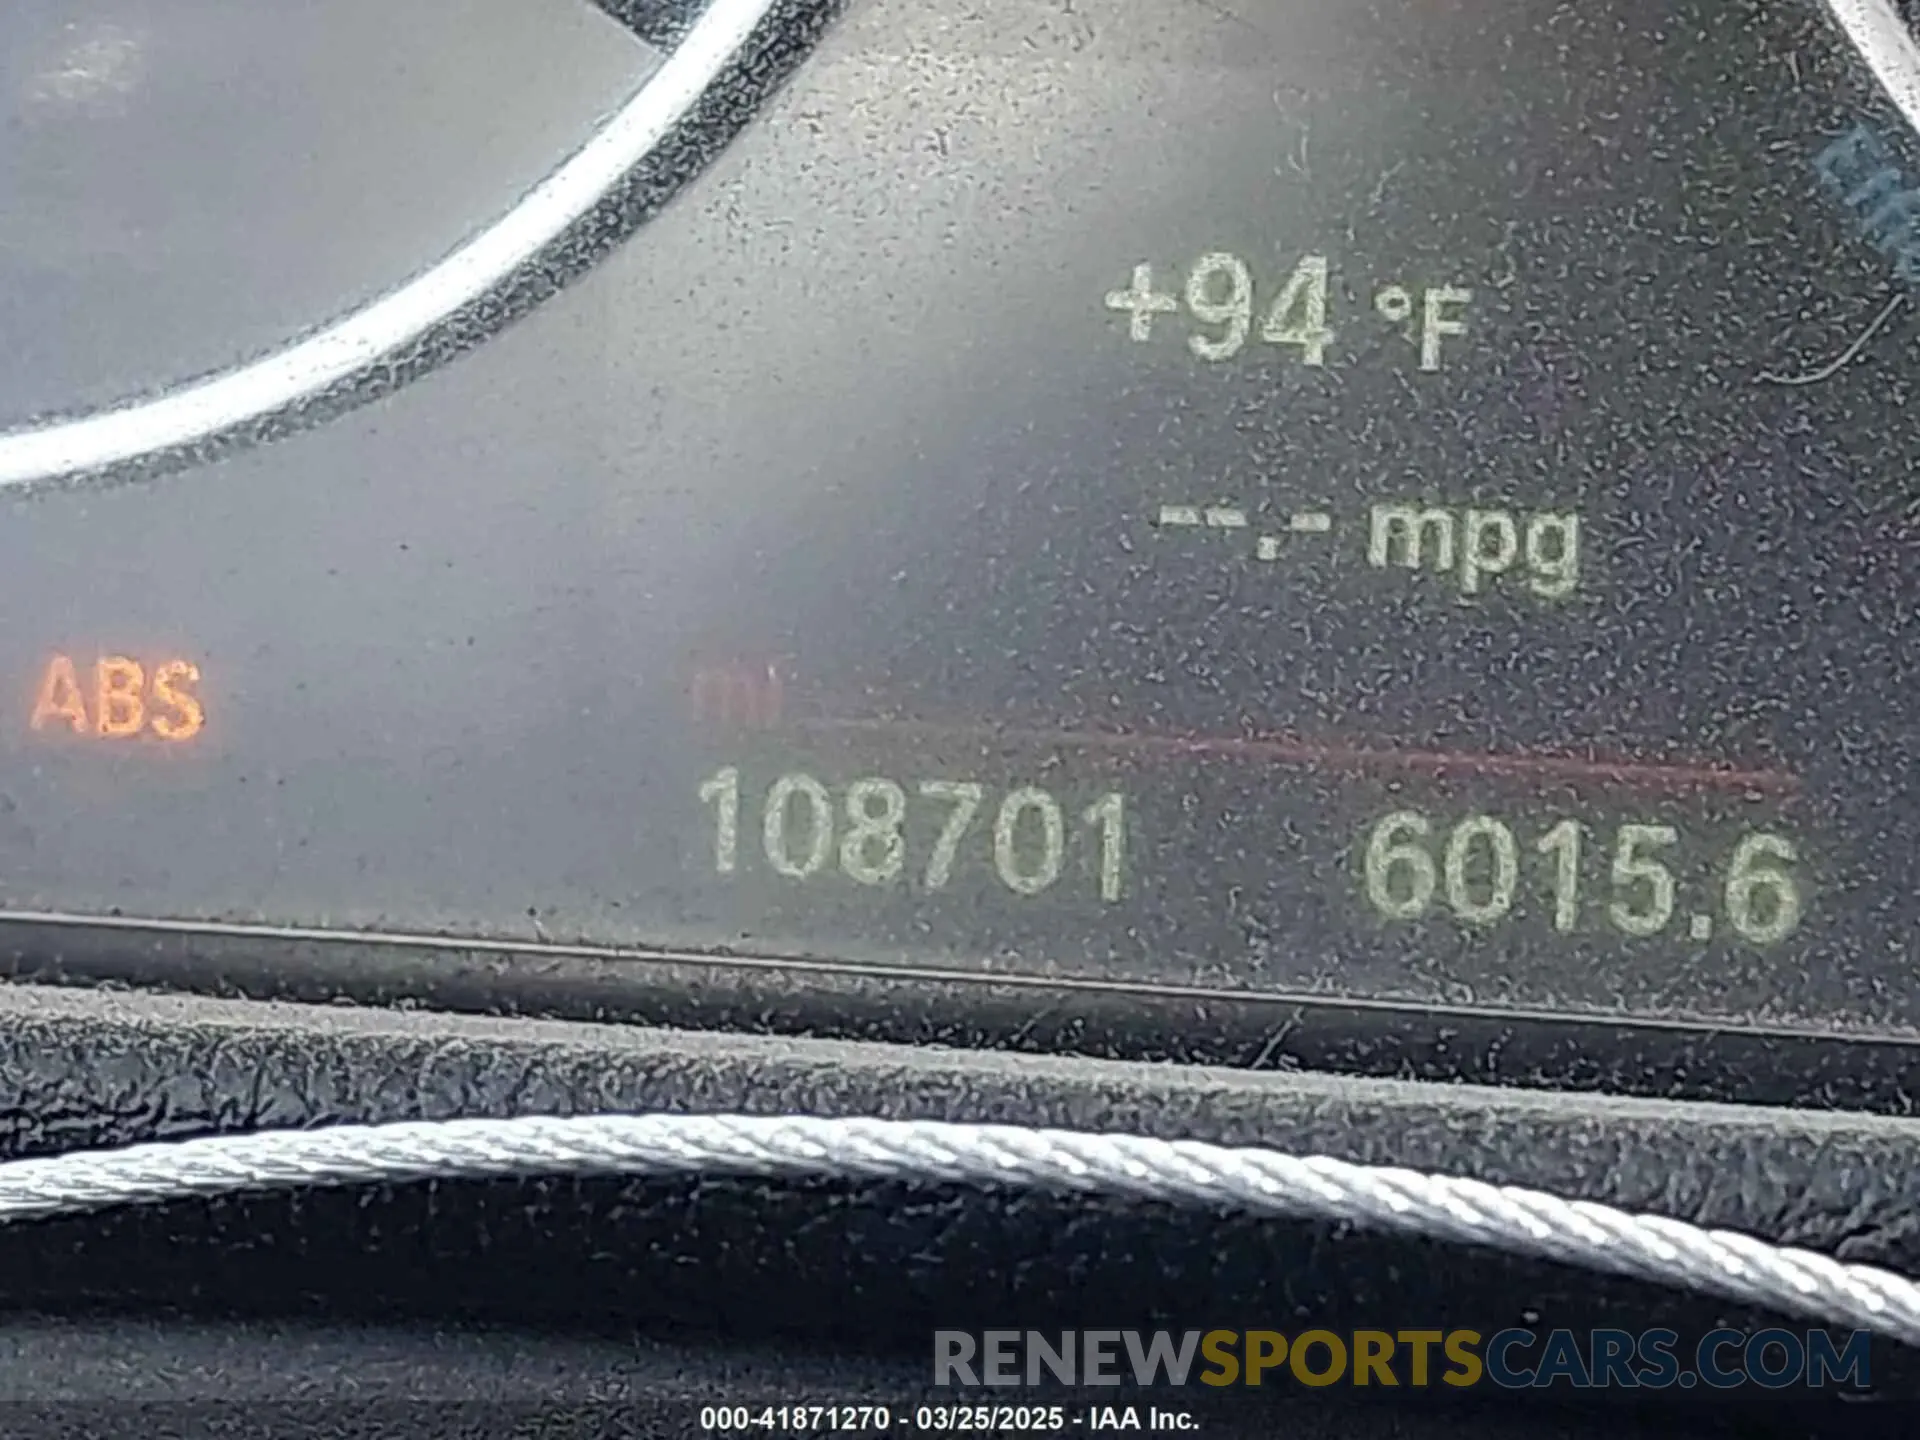 +94 °F
--.- mpg
ABS
mi
108701 6015.6
RENEWSPORTSCARS.COM
000-41871270 - 03/25/2025 - IAA Inc.